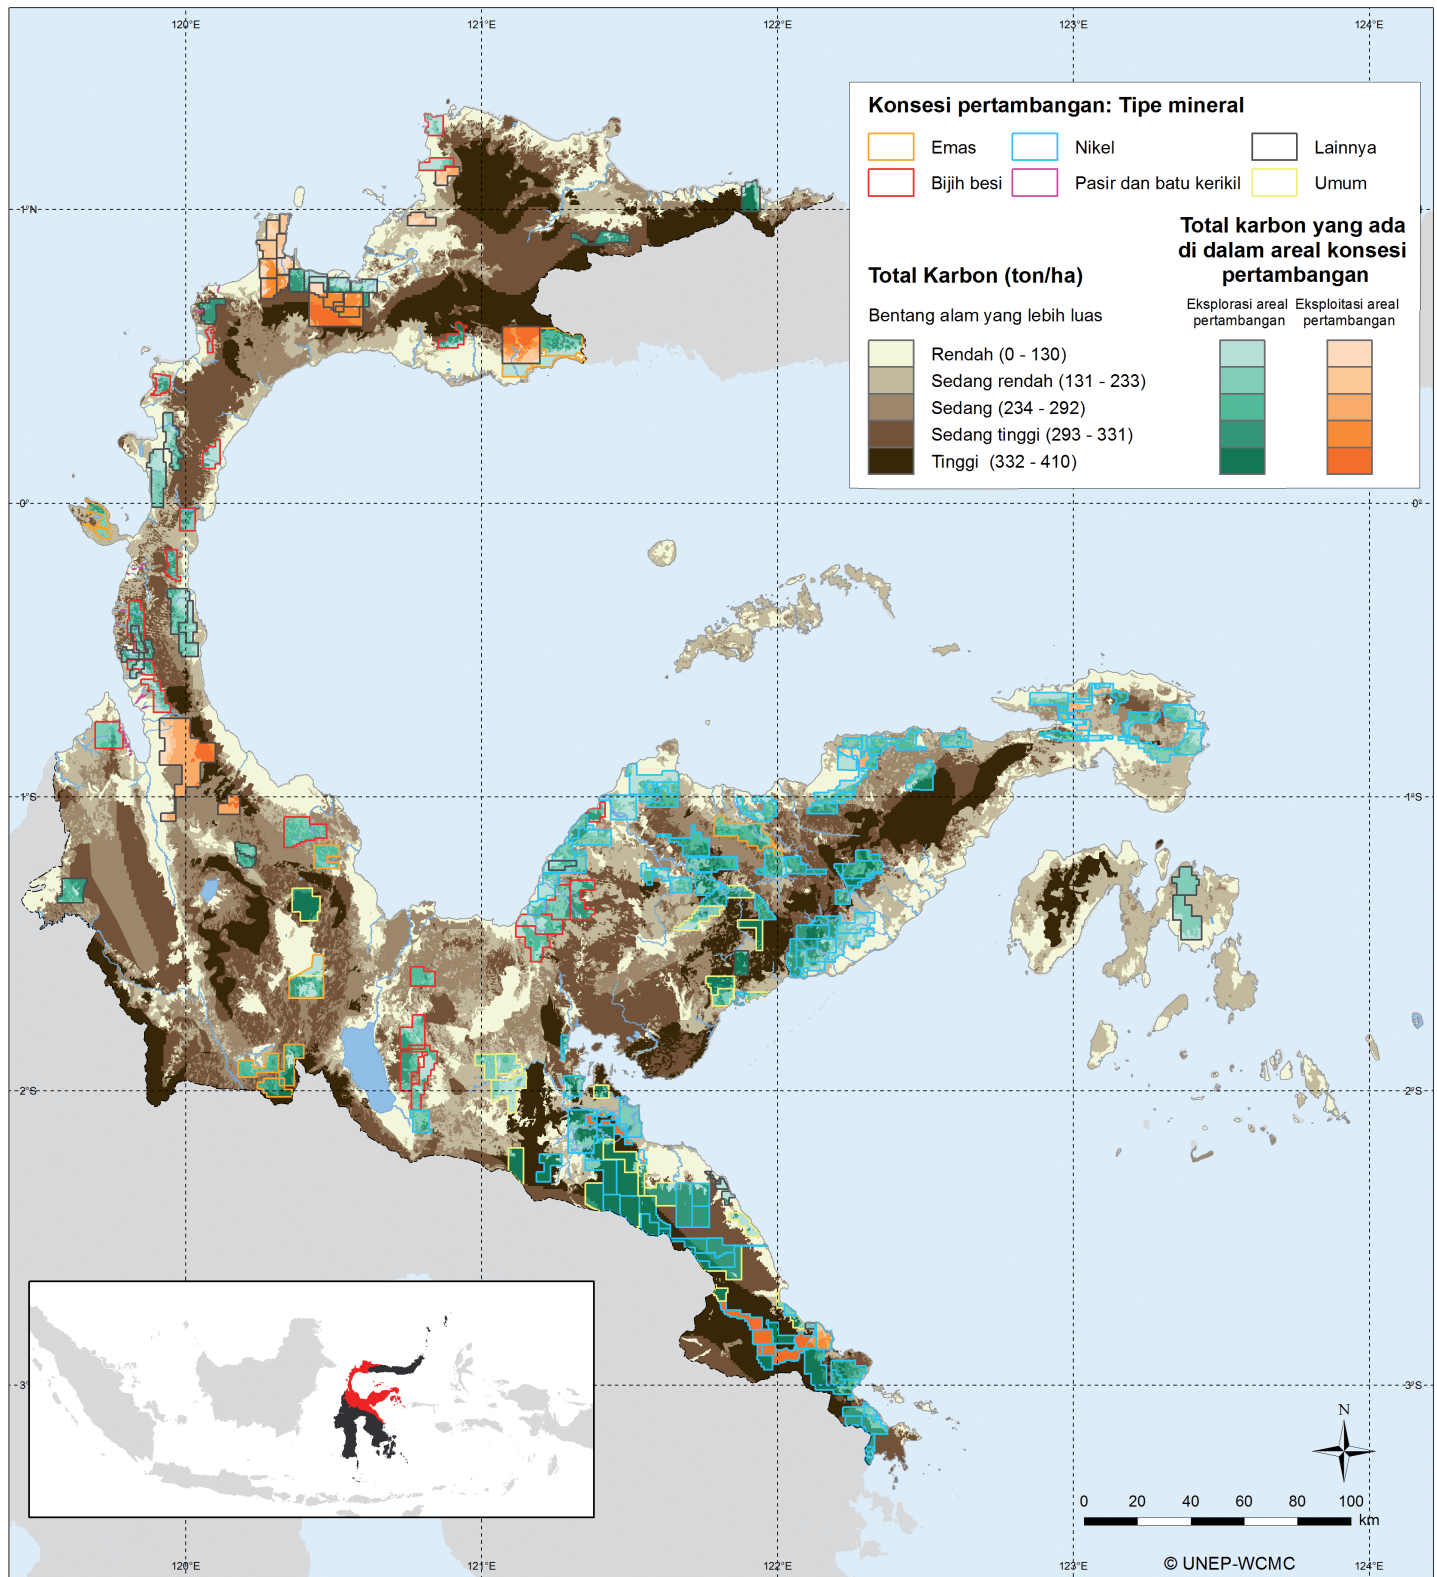 120°E 121°E 122°E 123°E 124°E
Konsesi pertambangan: Tipe mineral
Emas Nikel Lainnya
Bijih besi Pasir dan batu kerikil Umum
Total karbon yang ada
di dalam areal konsesi
pertambangan
Total Karbon (ton/ha)
Eksplorasi areal
pertambangan
Eksploitasi areal
pertambangan
Bentang alam yang lebih luas
Rendah (0 - 130)
Sedang rendah (131 - 233)
Sedang (234 - 292)
Sedang tinggi (293 - 331)
Tinggi (332 - 410)
1°N
0° 0°
1°S 1°S
2°S 2°S
3° 3°S
N
0 20 40 60 80 100
km
© UNEP-WCMC
120°E 121°E 122°E 123°E 124°E